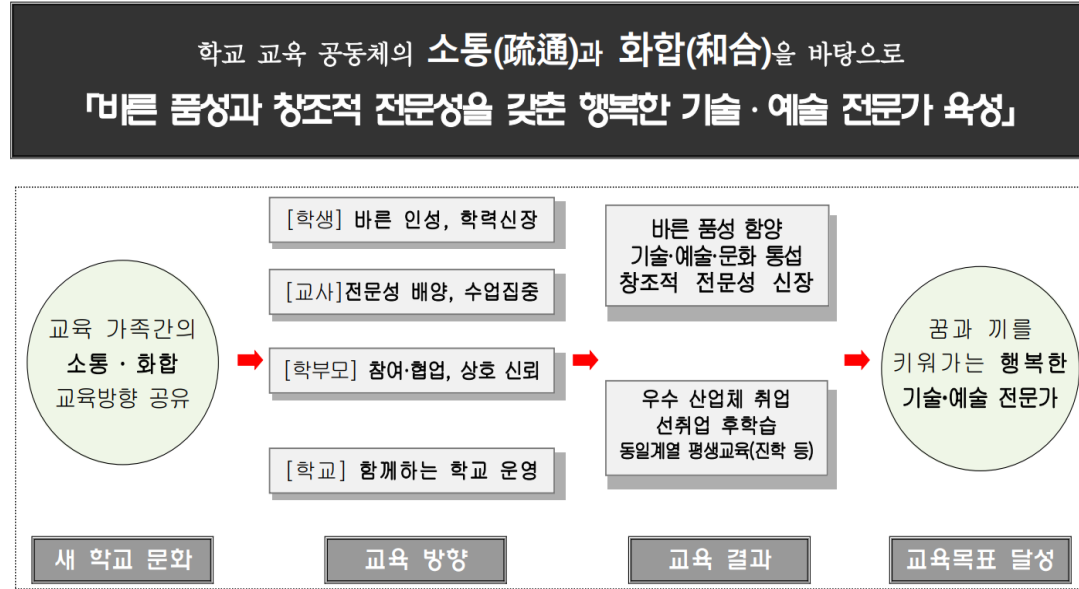 학교 교육 공동체의 소통(疏通)과 화합(和合)을 바탕으로
「바른 품성과 창조적 전문성을 갖춘 행복한 기술·예술 전문가 육성」
교육 가족간의
소통·화합
교육방향 공유
새 학교 문화
[학생] 바른 인성, 학력신장
[교사]전문성 배양, 수업집중
[학부모] 참여·협업, 상호 신뢰
[학교] 함께하는 학교 운영
교육 방향
바른 품성 함양
기술·예술·문화 통섭
창조적 전문성 신장
우수 산업체 취업
선취업 후학습
동일계열 평생교육(진학 등)
교육 결과
꿈과 끼를
키워가는 행복한
기술·예술 전문가
교육목표 달성